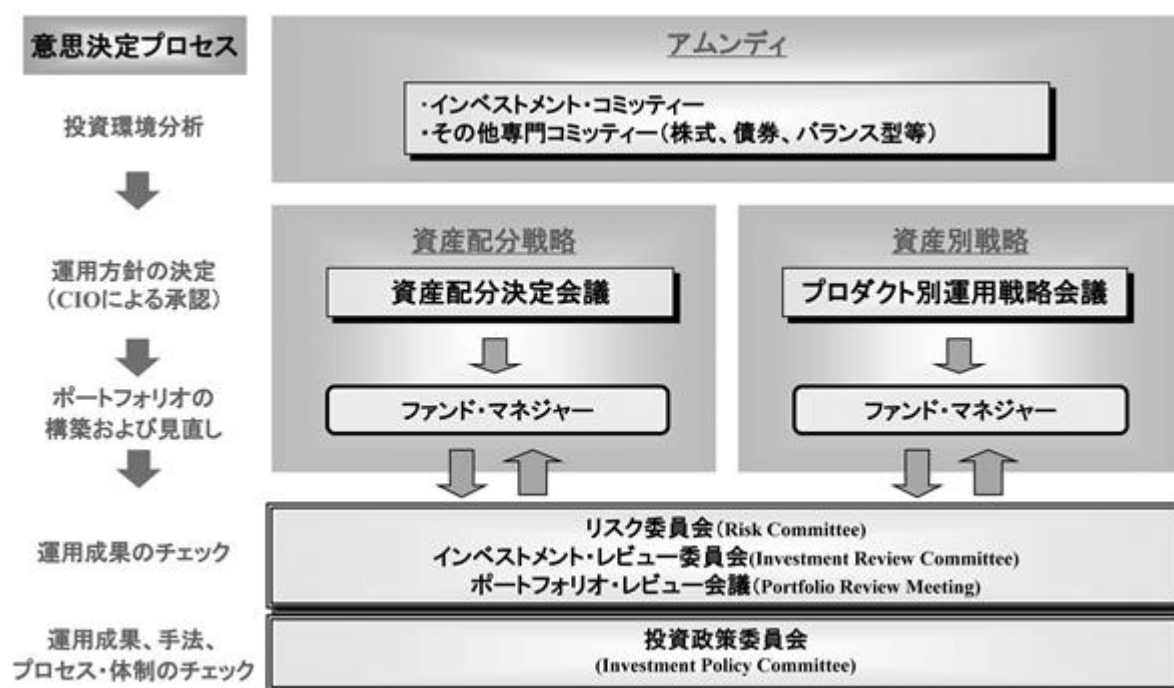 意思決定プロセス
アムンディ
投資環境分析
・インベストメント・コミッティー
・その他専門コミッティー(株式、債券、バランス型等)
運用方針の決定
(CIOによる承認)
資産配分戦略
資産配分決定会議
資産別戦略
プロダクト別運用戦略会議
ポートフォリオの
構築および見直し
ファンド・マネジャー
ファンド・マネジャー
運用成果のチェック
リスク委員会(Risk Committee)
インベストメント・レビュー委員会(Investment Review Committee)
ポートフォリオ・レビュー会議(Portfolio Review Meeting)
運用成果、手法、
プロセス・体制のチェック
投資政策委員会
(Investment Policy Committee)